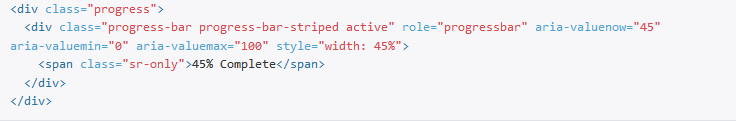 <div class="progress">
  <div class="progress-bar progress-bar-striped active" role="progressbar" aria-valuenow="45"
aria-valuemin="0" aria-valuemax="100" style="width: 45%">
    <span class="sr-only">45% Complete</span>
  </div>
</div>